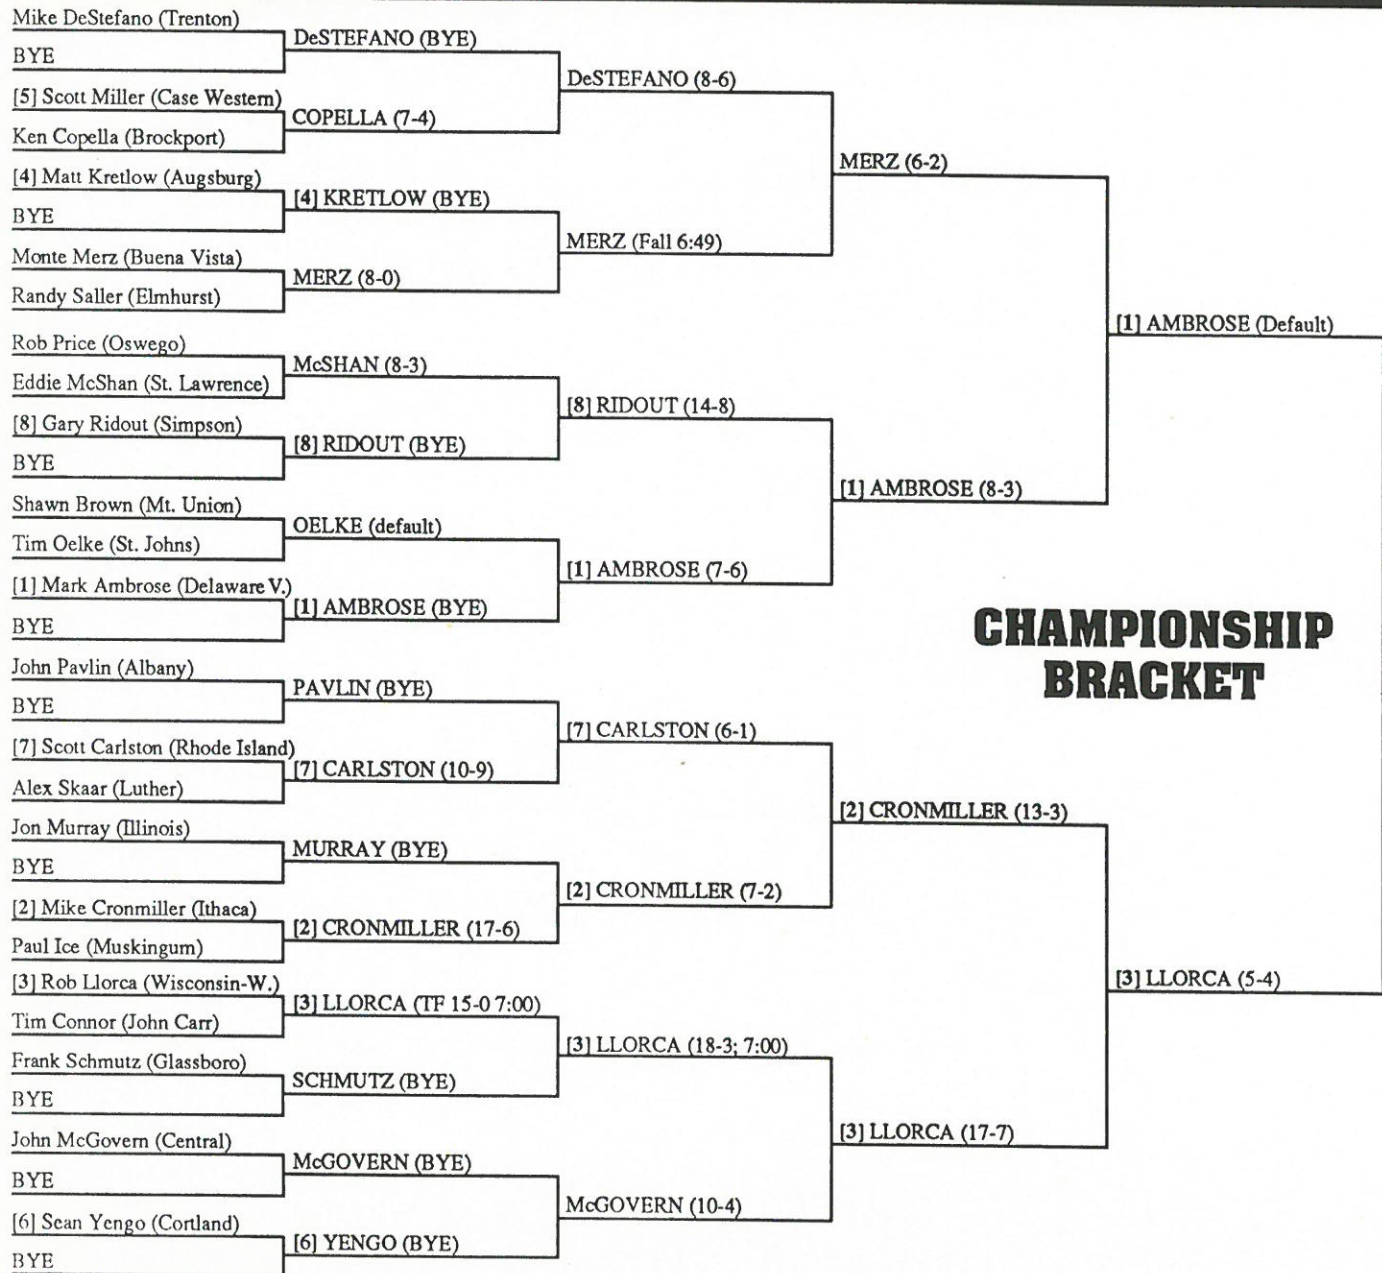 Mike DeStefano (Trenton)
BYE
[5] Scott Miller (Case Western)
Ken Copella (Brockport)
[4] Matt Kretlow (Augsburg)
BYE
Monte Merz (Buena Vista)
Randy Saller (Elmhurst)
Rob Price (Oswego)
Eddie McShan (St. Lawrence)
[8] Gary Ridout (Simpson)
BYE
Shawn Brown (Mt. Union)
Tim Oelke (St. Johns)
[1] Mark Ambrose (Delaware V.)
BYE
John Pavlin (Albany)
BYE
[7] Scott Carlston (Rhode Island)
Alex Skaar (Luther)
Jon Murray (Illinois)
BYE
[2] Mike Cronmiller (Ithaca)
Paul Ice (Muskingum)
[3] Rob Llorca (Wisconsin-W.)
Tim Connor (John Carr)
Frank Schmutz (Glassboro)
BYE
John McGovern (Central)
BYE
[6] Sean Yengo (Cortland)
BYE
DeSTEFANO (BYE)
COPELLA (7-4)
[4] KRETLOW (BYE)
MERZ (8-0)
McSHAN (8-3)
[8] RIDOUT (BYE)
OELKE (default)
[1] AMBROSE (BYE)
PAVLIN (BYE)
[7] CARLSTON (10-9)
MURRAY (BYE)
[2] CRONMILLER (17-6)
[3] LLORCA (TF 15-0 7:00)
SCHMUTZ (BYE)
McGOVERN (BYE)
[6] YENGO (BYE)
DeSTEFANO (8-6)
MERZ (Fall 6:49)
[8] RIDOUT (14-8)
[1] AMBROSE (7-6)
[7] CARLSTON (6-1)
[2] CRONMILLER (7-2)
[3] LLORCA (18-3; 7:00)
McGOVERN (10-4)
MERZ (6-2)
[1] AMBROSE (8-3)
[2] CRONMILLER (13-3)
[3] LLORCA (17-7)
[1] AMBROSE (Default)
[3] LLORCA (5-4)
CHAMPIONSHIP
BRACKET